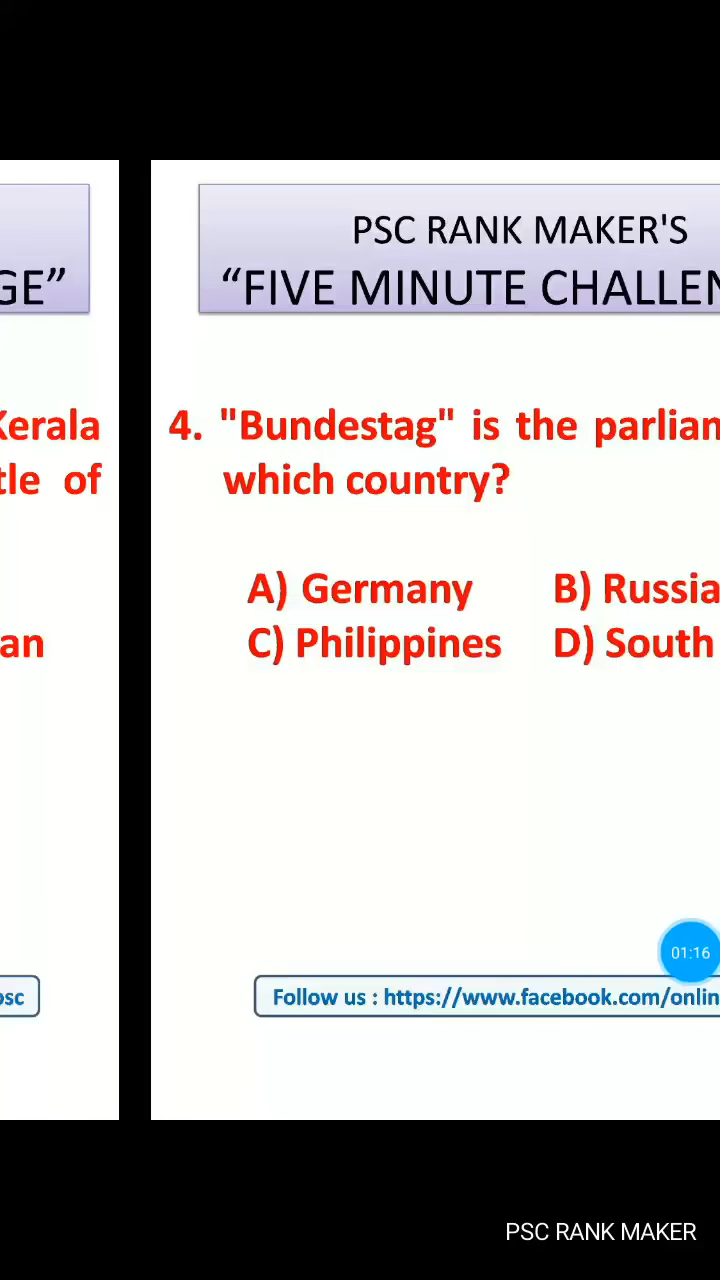 GE”
Kerala
tle of
an
osc
PSC RANK MAKER'S
“FIVE MINUTE CHALLEN
4. "Bundestag" is the parliam
which country?
A) Germany B) Russia
C) Philippines D) South
01:16
Follow us : https://www.facebook.com/onlin
PSC RANK MAKER